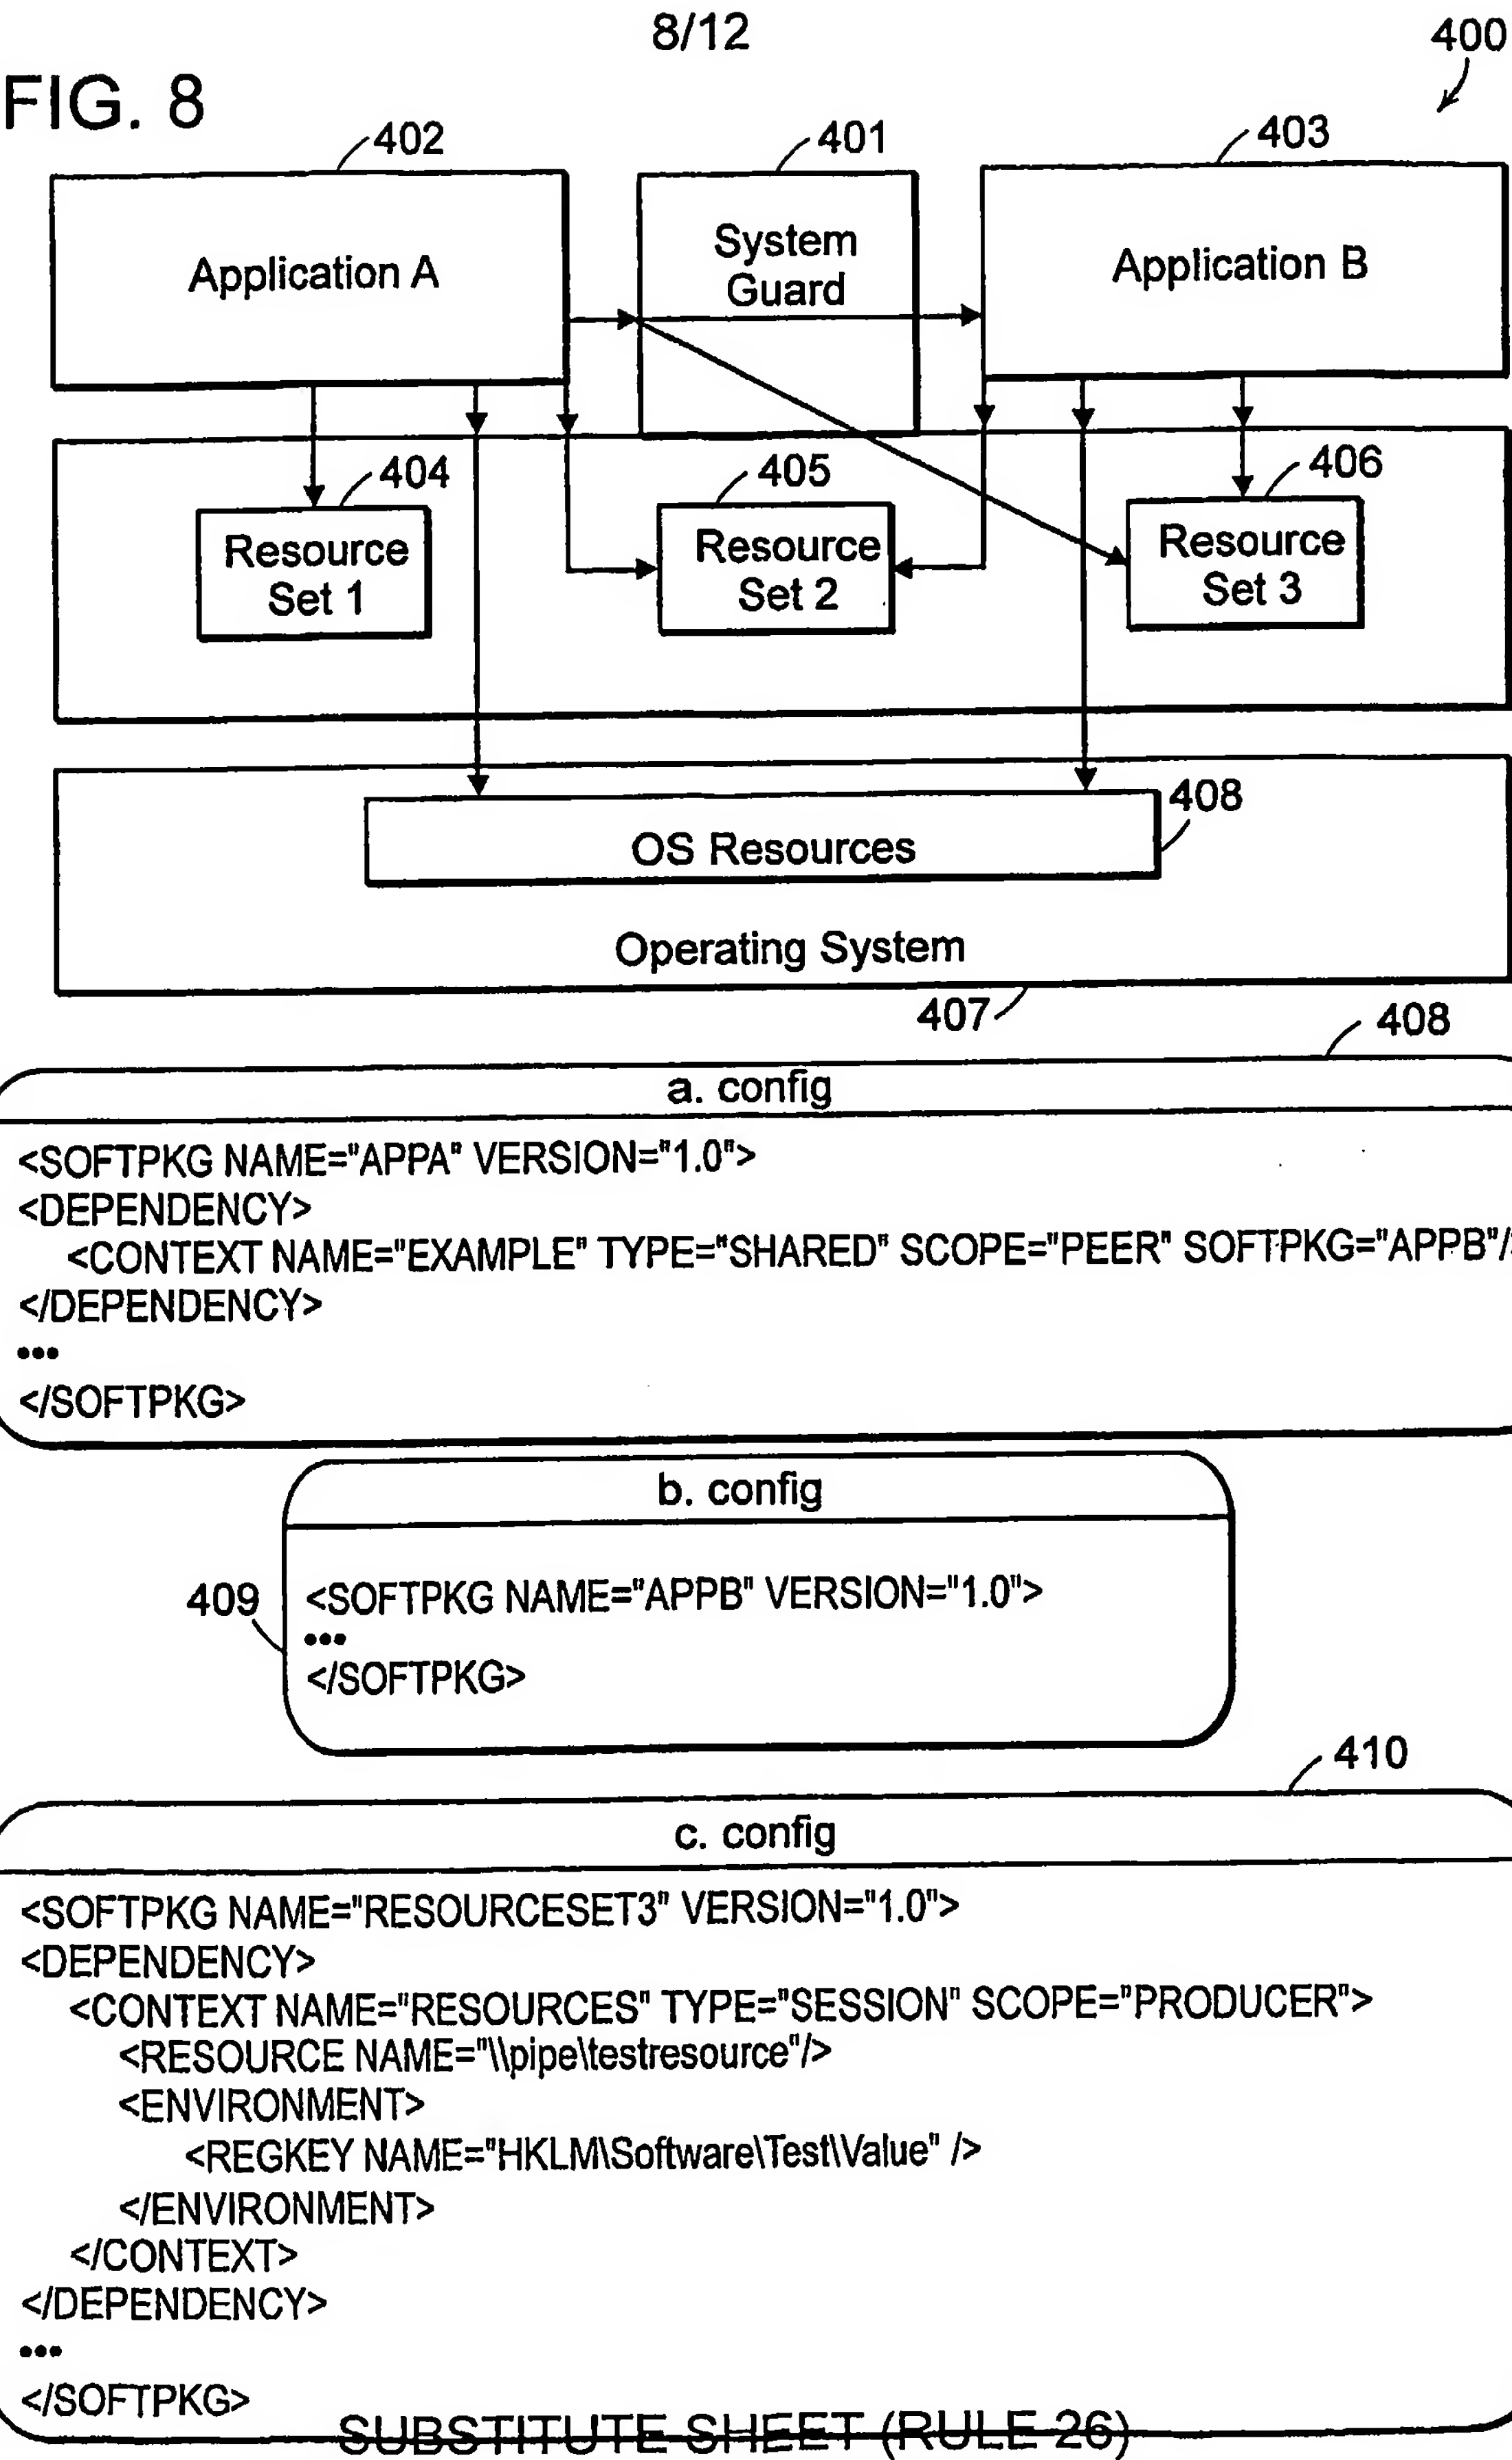 8/12
400
FIG. 8
402
401
403
Application A
System
Guard
Application B
404
405
406
Resource
Set 1
Resource
Set 2
Resource
Set 3
408
OS Resources
Operating System
407
408
a. config
<SOFTPKG NAME="APPA" VERSION="1.0">
<DEPENDENCY>
<CONTEXT NAME="EXAMPLE" TYPE="SHARED" SCOPE="PEER" SOFTPKG="APPB"/>
</DEPENDENCY>
•••
</SOFTPKG>
b. config
409
<SOFTPKG NAME="APPB" VERSION="1.0">
•••
</SOFTPKG>
410
c. config
<SOFTPKG NAME="RESOURCESET3" VERSION="1.0">
<DEPENDENCY>
<CONTEXT NAME="RESOURCES" TYPE="SESSION" SCOPE="PRODUCER">
<RESOURCE NAME="\\pipe\testresource"/>
<ENVIRONMENT>
<REGKEY NAME="HKLM\Software\Test\Value" />
</ENVIRONMENT>
</CONTEXT>
</DEPENDENCY>
•••
</SOFTPKG>
SUBSTITUTE SHEET (RULE 26)